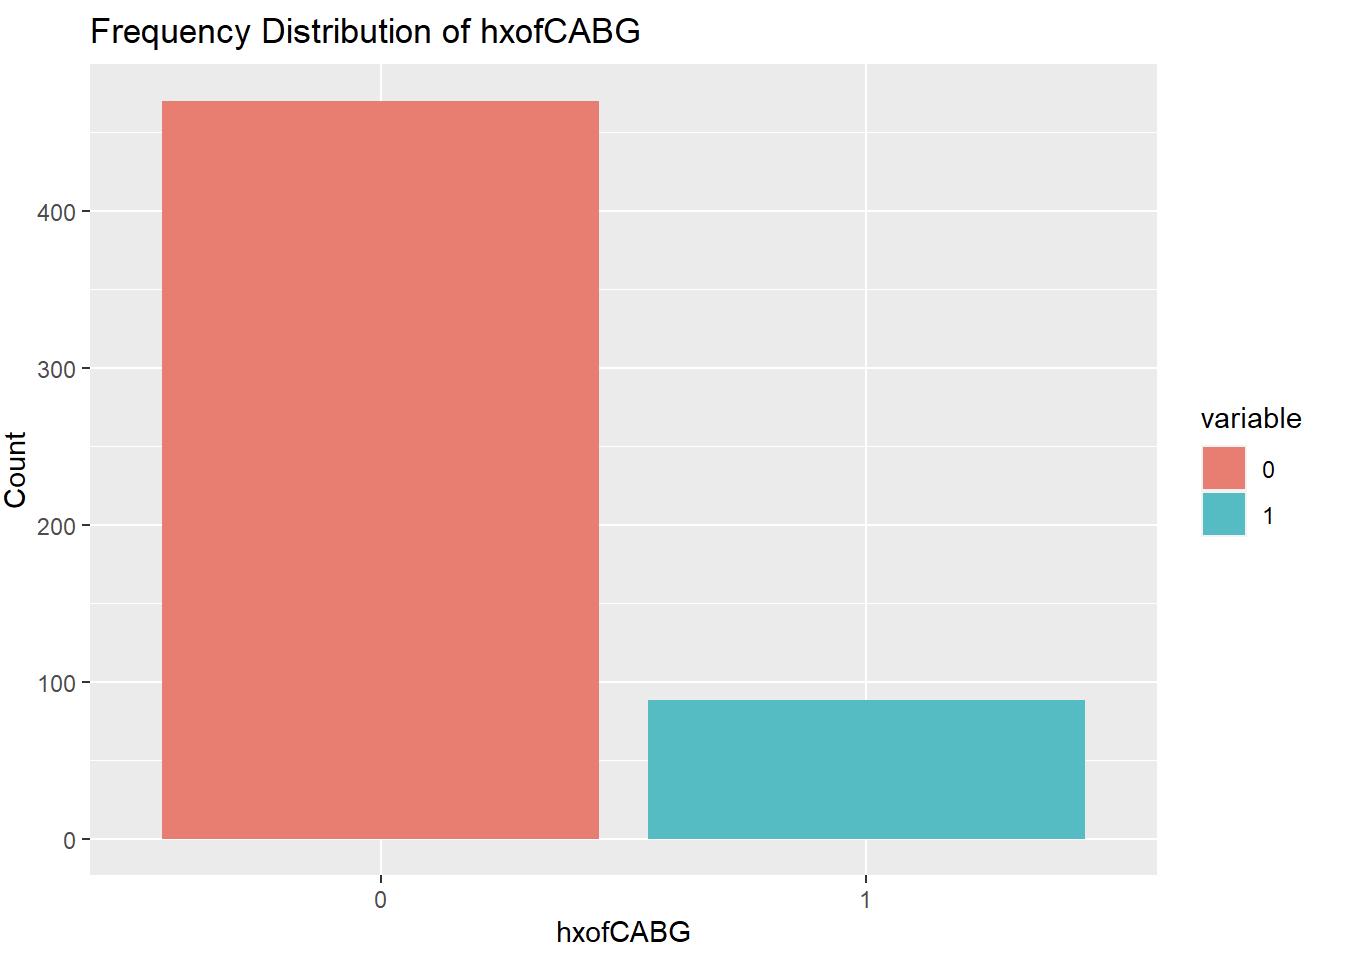 Frequency Distribution of hxofCABG
Count
400
300
200
100
0
0
1
hxofCABG
variable
0
1